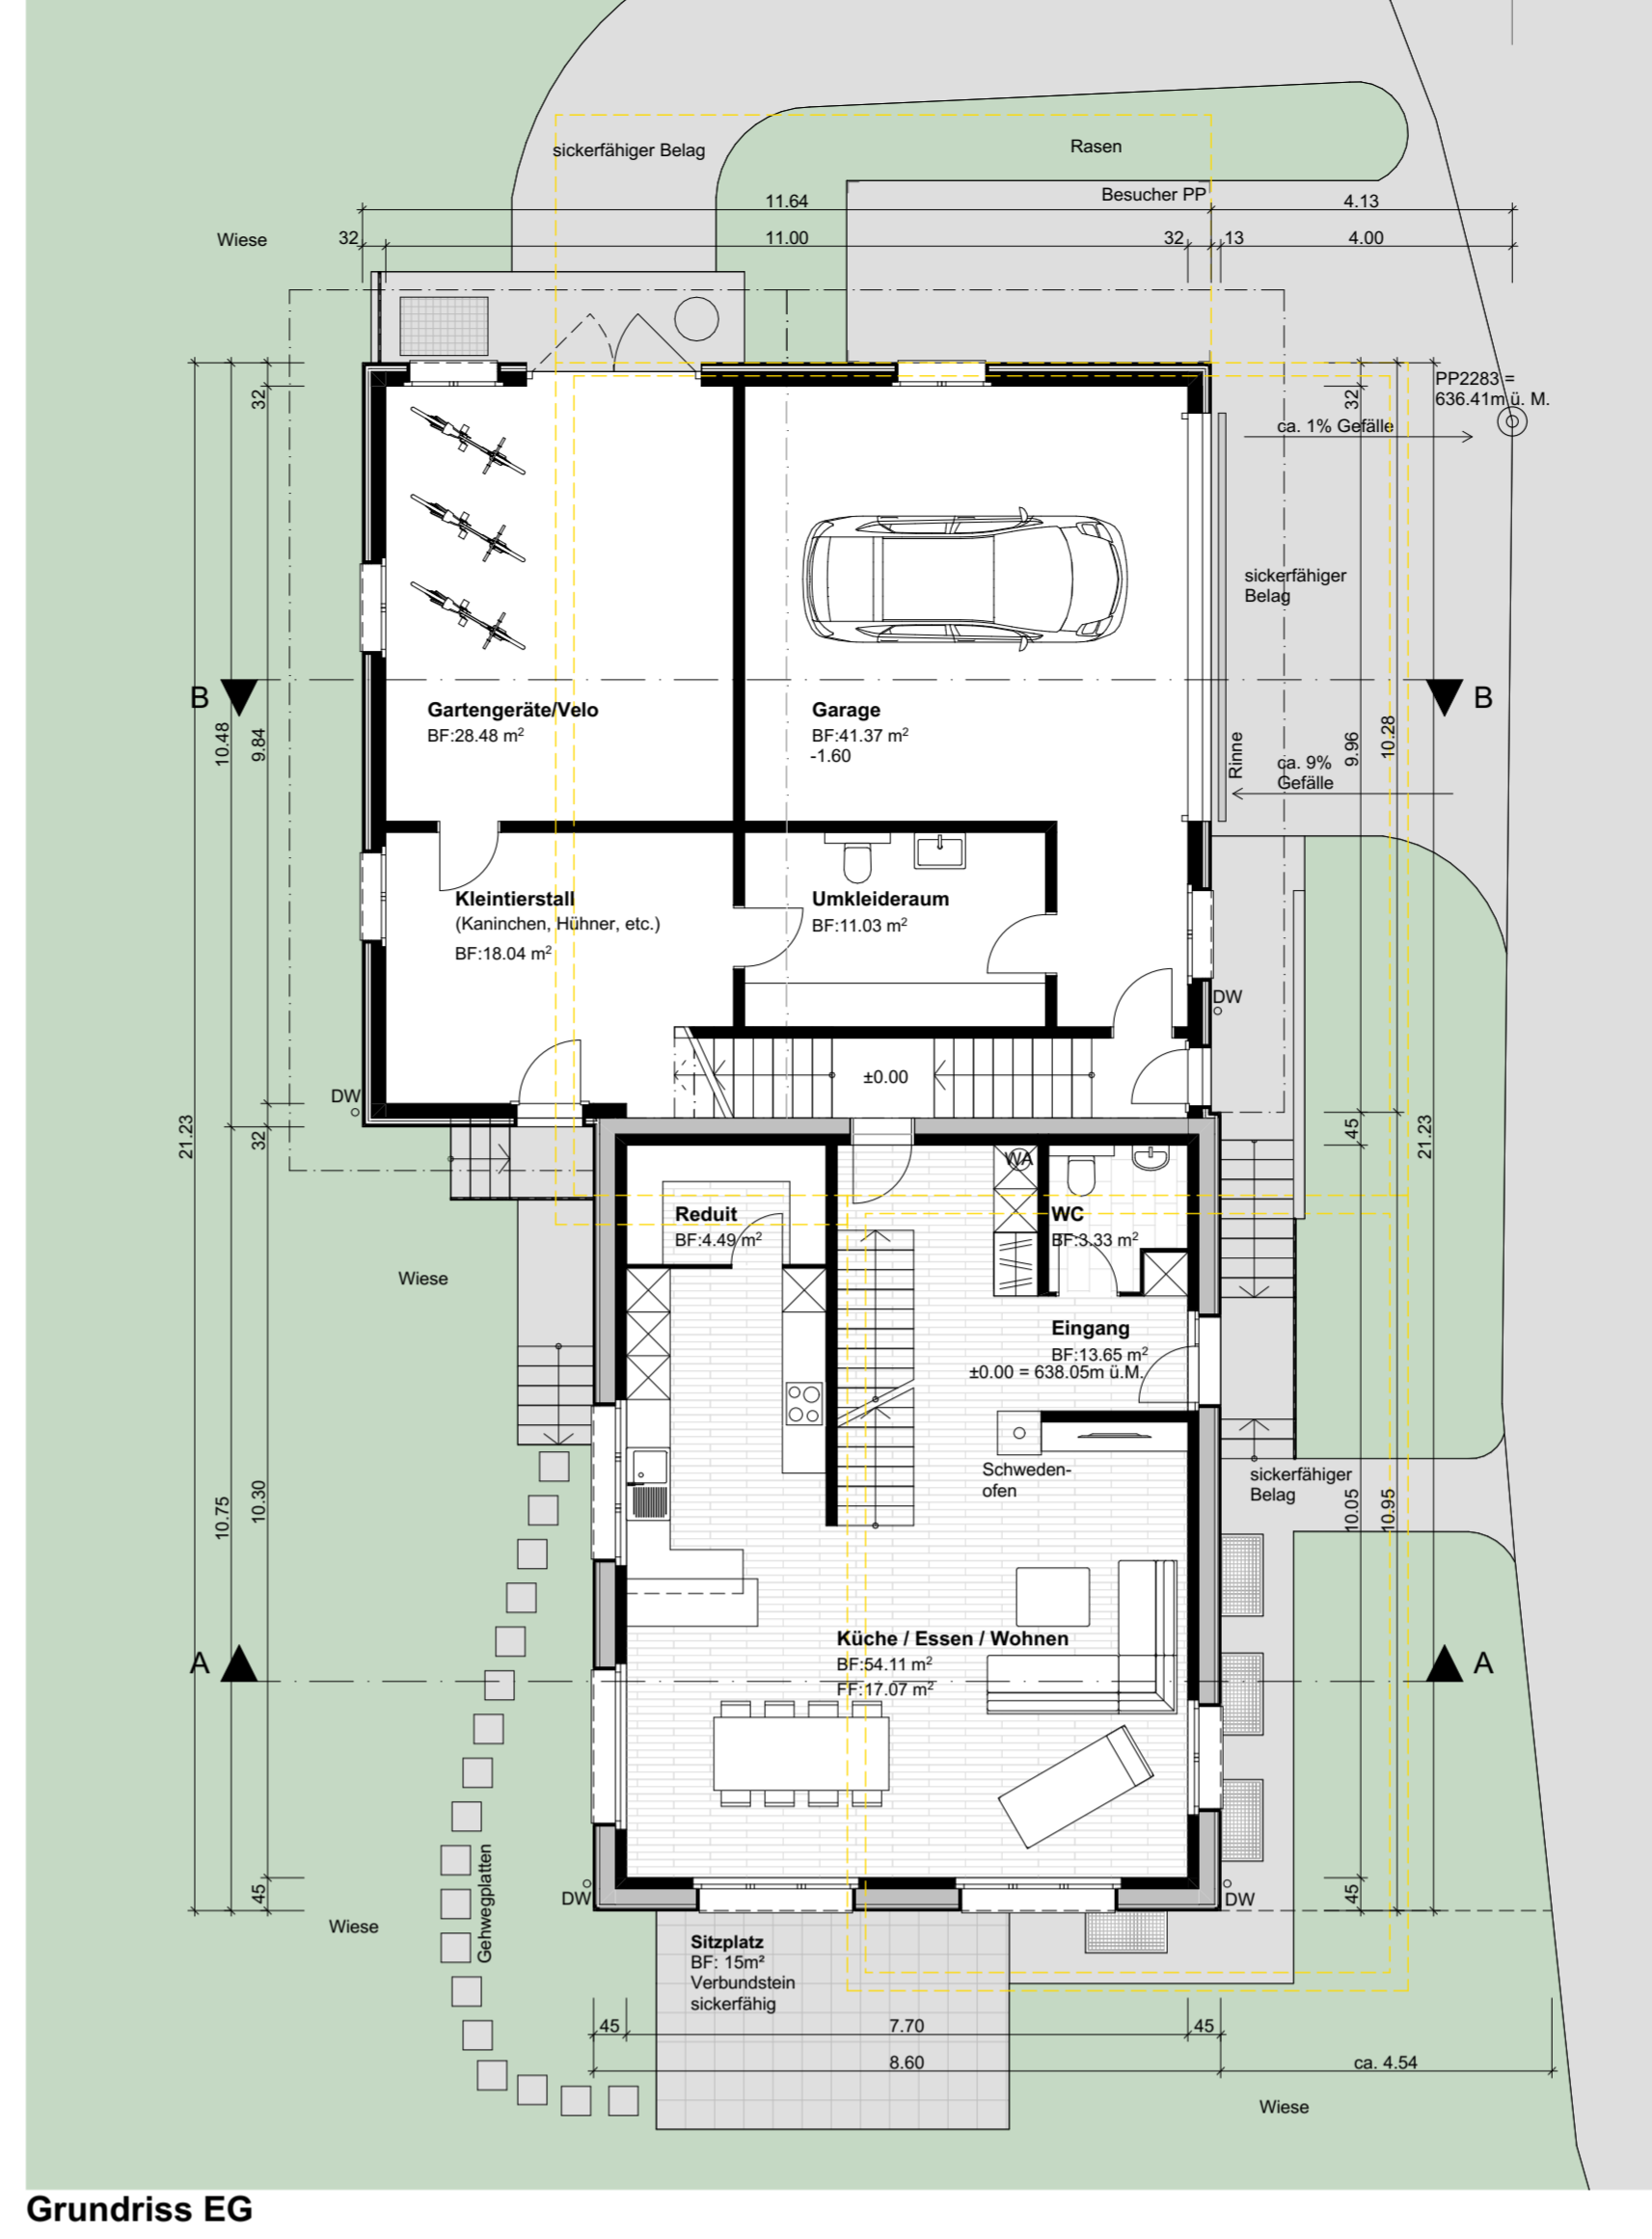 sickerfähiger Belag
Rasen
Besucher PP
11.64
4.13
Wiese
32
11.00
32
13
4.00
PP2283 =
636.41m ü. M.
32
32
ca. 1% Gefälle
sickerfähiger
Belag
B
B
Gartengeräte/Velo
BF:28.48 m²
Garage
BF:41.37 m²
-1.60
10.48
9.84
Rinne
ca. 9%
Gefälle
9.96
10.28
Kleintierstall
(Kaninchen, Hühner, etc.)
BF:18.04 m²
Umkleideraum
BF:11.03 m²
DW
±0.00
DW
21.23
32
45
21.23
WA
Reduit
BF:4.49 m²
WC
BF:3.33 m²
Wiese
Eingang
BF:13.65 m²
±0.00 = 638.05m ü.M.
Schweden-
ofen
sickerfähiger
Belag
10.75
10.30
10.05
10.95
A
A
Küche / Essen / Wohnen
BF:54.11 m²
FF:17.07 m²
Gehwegplatten
45
DW
DW
45
Wiese
Sitzplatz
BF: 15m²
Verbundstein
sickerfähig
45
7.70
45
8.60
ca. 4.54
Wiese
Grundriss EG